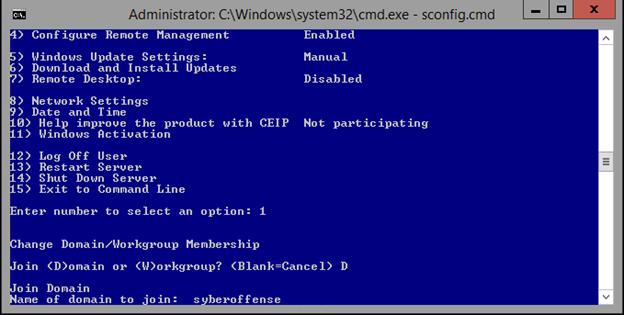 Administrator: C:\Windows\system32\cmd.exe - sconfig.cmd
4) Configure Remote Management Enabled
5) Windows Update Settings: Manual
6) Download and Install Updates
7) Remote Desktop: Disabled
8) Network Settings
9) Date and Time
10) Help improve the product with CEIP Not participating
11) Windows Activation
12) Log Off User
13) Restart Server
14) Shut Down Server
15) Exit to Command Line
Enter number to select an option: 1
Change Domain/Workgroup Membership
Join (D)omain or (W)orkgroup? (Blank=Cancel) D
Join Domain
Name of domain to join: syberoffense